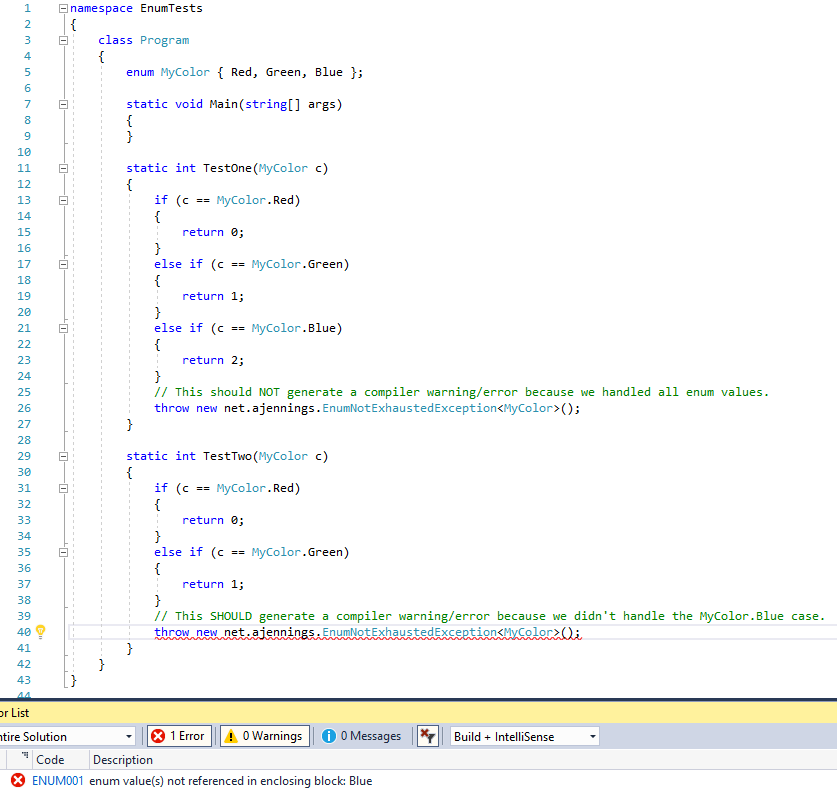 1 namespace EnumTests
2 {
3 class Program
4 {
5 enum MyColor { Red, Green, Blue };
6
7 static void Main(string[] args)
8 {
9 }
10
11 static int TestOne(MyColor c)
12 {
13 if (c == MyColor.Red)
14 {
15 return 0;
16 }
17 else if (c == MyColor.Green)
18 {
19 return 1;
20 }
21 else if (c == MyColor.Blue)
22 {
23 return 2;
24 }
25 // This should NOT generate a compiler warning/error because we handled all enum values.
26 throw new net.ajennings.EnumNotExhaustedException<MyColor>();
27 }
28
29 static int TestTwo(MyColor c)
30 {
31 if (c == MyColor.Red)
32 {
33 return 0;
34 }
35 else if (c == MyColor.Green)
36 {
37 return 1;
38 }
39 // This SHOULD generate a compiler warning/error because we didn't handle the MyColor.Blue case.
40 throw new net.ajennings.EnumNotExhaustedException<MyColor>();
41 }
42 }
43 }
44
or List
ntire Solution 1 Error 0 Warnings 0 Messages Build + IntelliSense
Code Description
ENUM001 enum value(s) not referenced in enclosing block: Blue